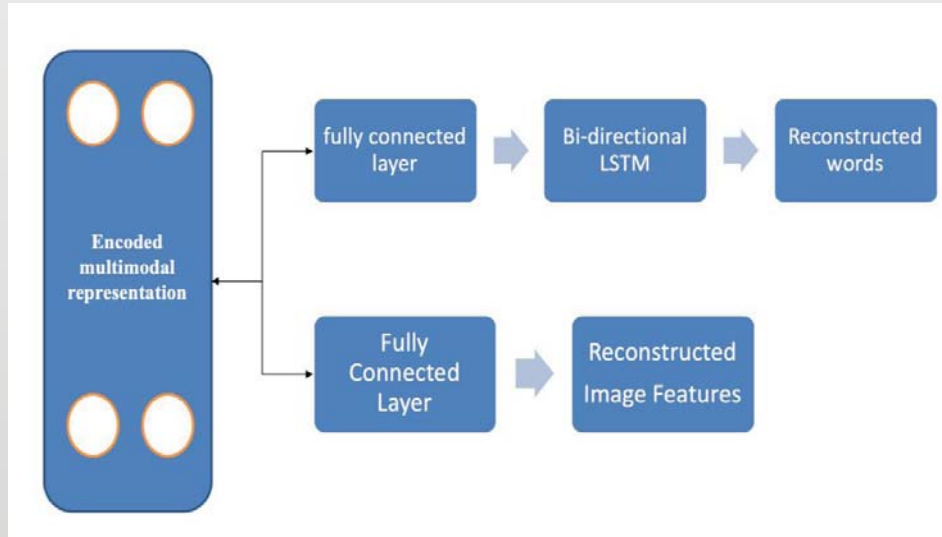 Encoded
multimodal
representation
fully connected
layer
Bi-directional
LSTM
Reconstructed
words
Fully
Connected
Layer
Reconstructed
Image Features